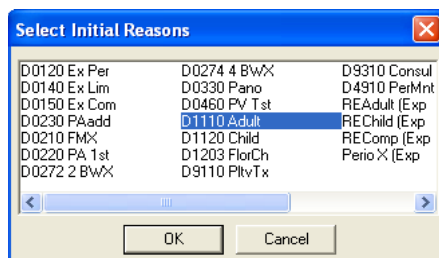 Select Initial Reasons
D0120 Ex Per
D0140 Ex Lim
D0150 Ex Com
D0230 PAadd
D0210 FMX
D0220 PA 1st
D0272 2 BWX
D0274 4 BWX
D0330 Pano
D0460 PV Tst
D1110 Adult
D1120 Child
D1203 FlorCh
D9110 PltvTx
D9310 Consul
D4910 PerMnt
REAdult (Exp
REChild (Exp
REComp (Exp
Perio X (Exp
OK
Cancel